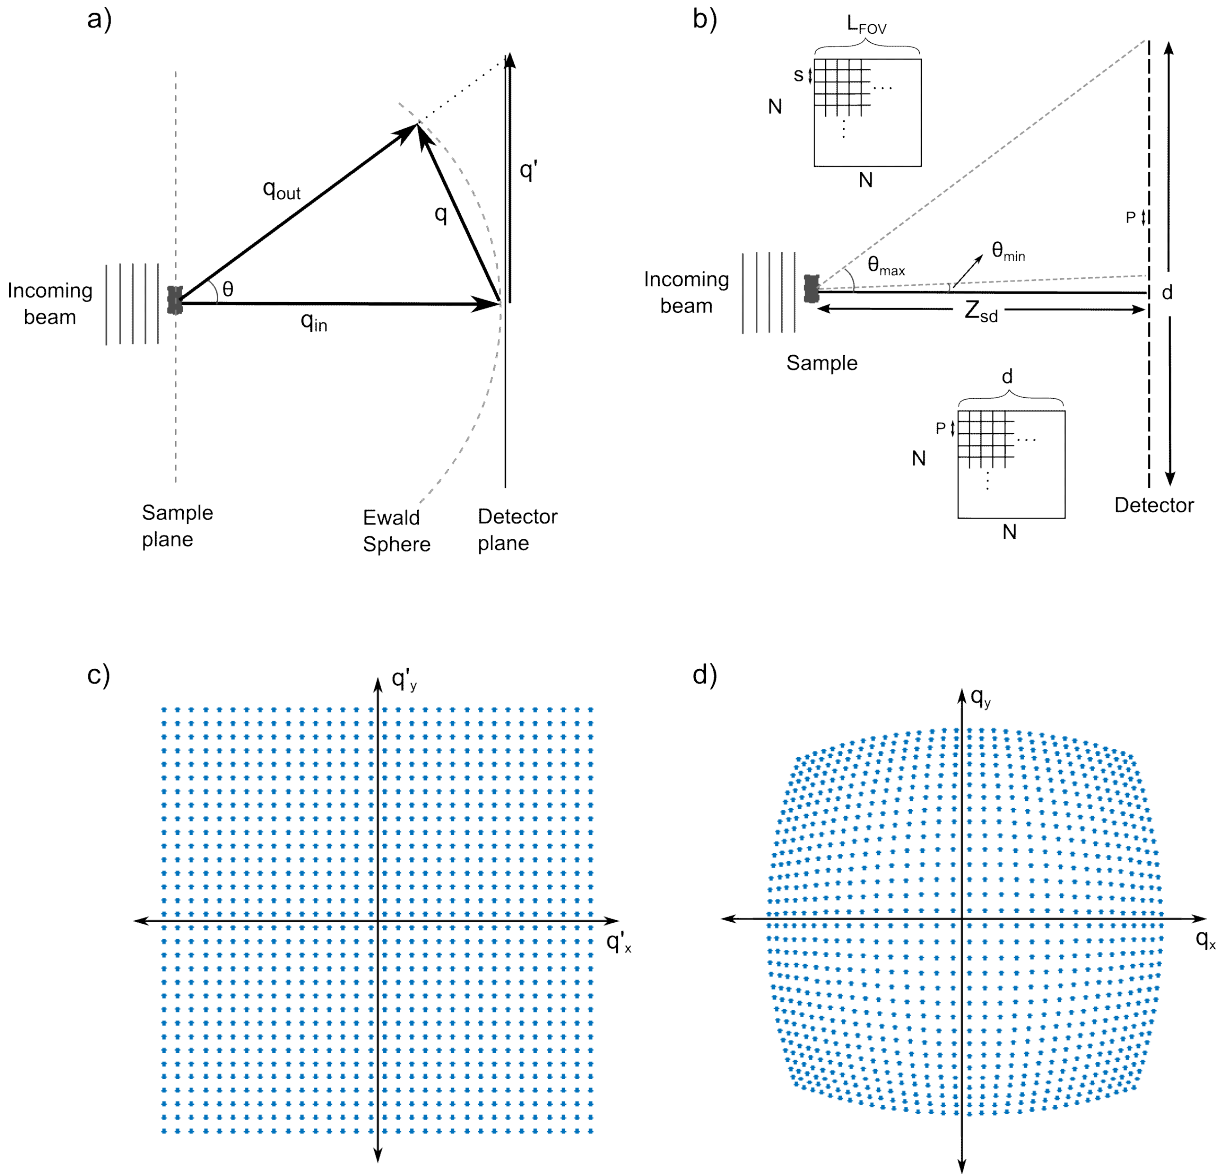 a)
q'
q_out
q
θ
Incoming
beam
q_in
Sample
plane
Ewald
Sphere
Detector
plane
b)
L_FOV
s
N
...
...
N
P
θ_max
θ_min
Incoming
beam
Z_sd
d
Sample
d
P
N
...
...
N
Detector
c)
q'_y
q'_x
d)
q_y
q_x